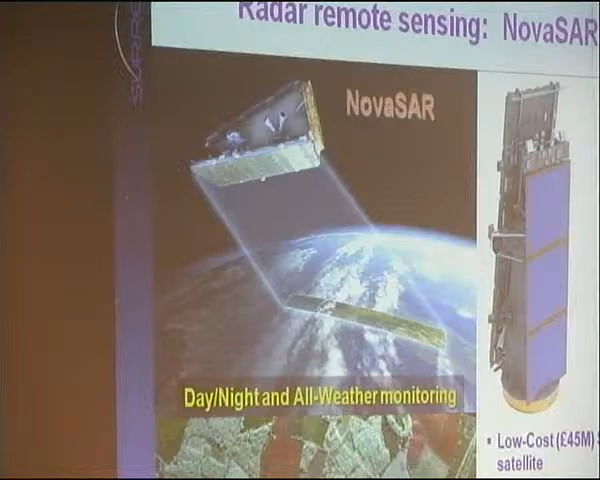 Radar remote sensing: NovaSAR
NovaSAR
Day/Night and All-Weather monitoring
▪ Low-Cost (£45M)
satellite